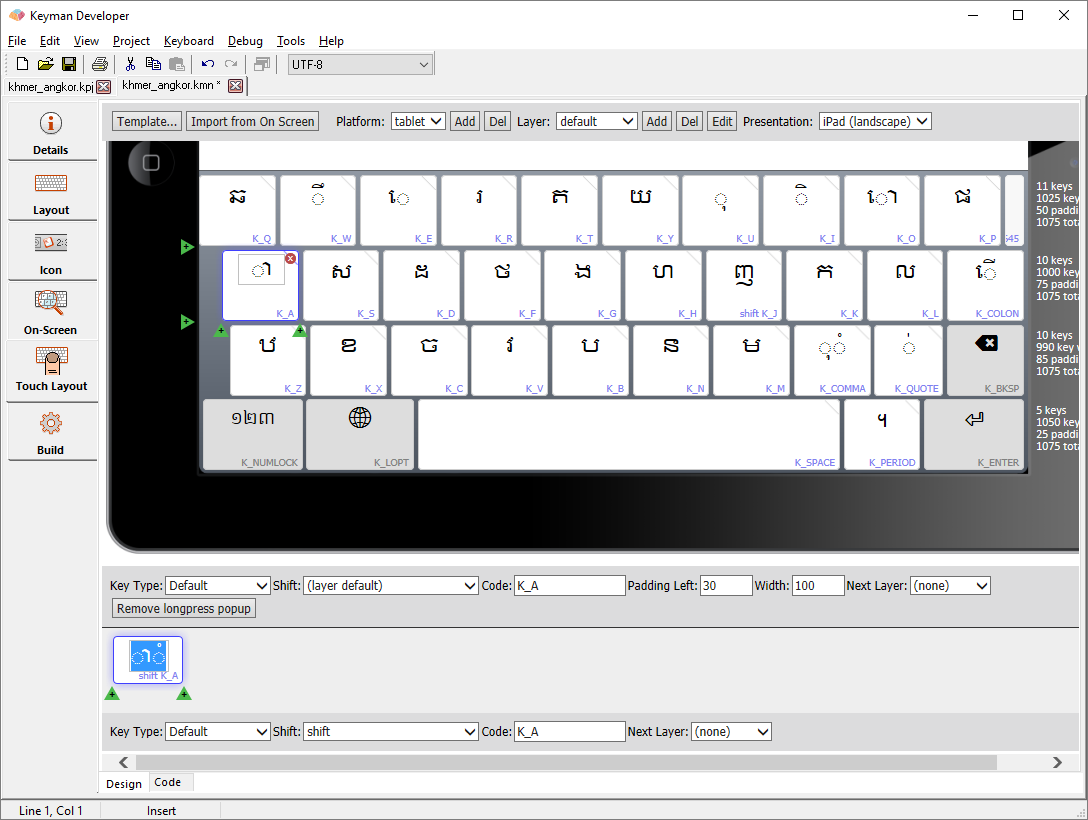 Keyman Developer
File Edit View Project Keyboard Debug Tools Help
UTF-8
khmer_angkor.kpj khmer_angkor.kmn *
Details
Layout
Icon
On-Screen
Touch Layout
Build
Template... Import from On Screen Platform: tablet Add Del Layer: default Add Del Edit Presentation: iPad (landscape)
ឆ ឹ េ រ ត យ ុ ិ ោ ផ
K_Q K_W K_E K_R K_T K_Y K_U K_I K_O K_P 545
11 keys
1025 key
50 paddi
1075 tota
ា ស ដ ថ ង ហ ញ ក ល ើ
K_A K_S K_D K_F K_G K_H shift K_J K_K K_L K_COLON
10 keys
1000 key
75 paddi
1075 tota
ឋ ខ ច វ ប ន ម ុំ ់
K_Z K_X K_C K_V K_B K_N K_M K_COMMA K_QUOTE K_BKSP
10 keys
990 key w
85 paddi
1075 tota
១២៣ ។
K_NUMLOCK K_LOPT K_SPACE K_PERIOD K_ENTER
5 keys
1050 key
25 paddi
1075 tota
Key Type: Default Shift: (layer default) Code: K_A Padding Left: 30 Width: 100 Next Layer: (none)
Remove longpress popup
ាំ
shift K_A
Key Type: Default Shift: shift Code: K_A Next Layer: (none)
Design Code
Line 1, Col 1 Insert